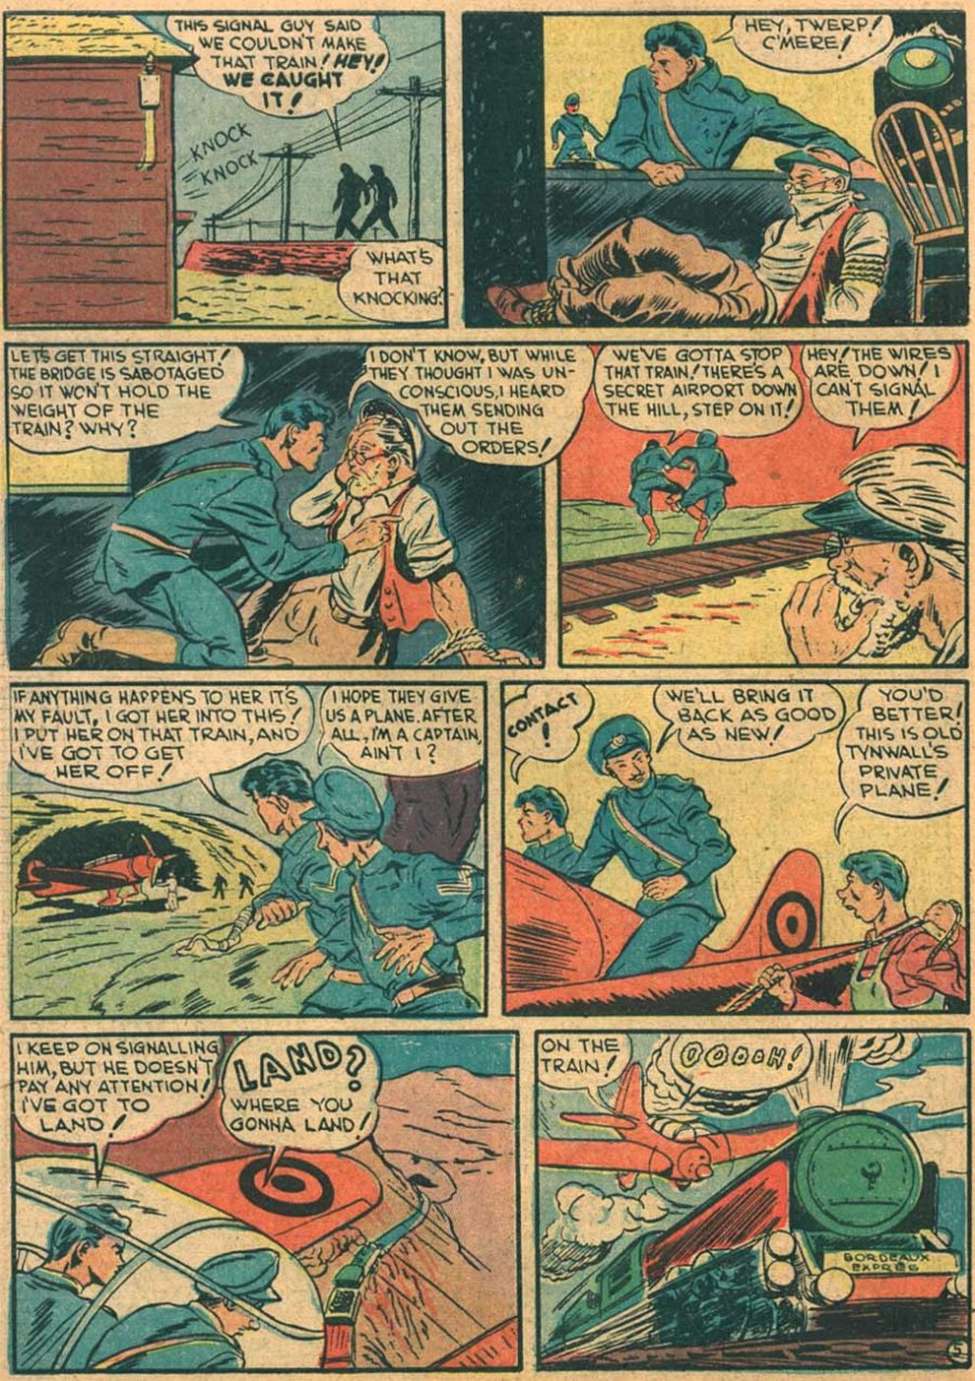 THIS SIGNAL GUY SAID
WE COULDN'T MAKE
THAT TRAIN! HEY!
WE CAUGHT
IT!
KNOCK
KNOCK
WHAT'S
THAT
KNOCKING?
HEY, TWERP!
C'MERE!
LET'S GET THIS STRAIGHT!
THE BRIDGE IS SABOTAGED
SO IT WON'T HOLD THE
WEIGHT OF THE
TRAIN? WHY?
I DON'T KNOW, BUT WHILE
THEY THOUGHT I WAS UN-
CONSCIOUS, I HEARD
THEM SENDING
OUT THE
ORDERS!
WE'VE GOTTA STOP
THAT TRAIN! THERE'S A
SECRET AIRPORT DOWN
THE HILL, STEP ON IT!
HEY! THE WIRES
ARE DOWN! I
CAN'T SIGNAL
THEM!
IF ANYTHING HAPPENS TO HER IT'S
MY FAULT, I GOT HER INTO THIS!
I PUT HER ON THAT TRAIN, AND
I'VE GOT TO GET
HER OFF!
I HOPE THEY GIVE
US A PLANE. AFTER
ALL, I'M A CAPTAIN,
AIN'T I?
CONTACT
!
WE'LL BRING IT
BACK AS GOOD
AS NEW!
YOU'D
BETTER!
THIS IS OLD
TYNWALL'S
PRIVATE
PLANE!
I KEEP ON SIGNALLING
HIM, BUT HE DOESN'T
PAY ANY ATTENTION!
I'VE GOT TO
LAND!
LAND?
WHERE YOU
GONNA LAND!
ON THE
TRAIN!
OOOOH!
BORDEAUX
EXPRES
5